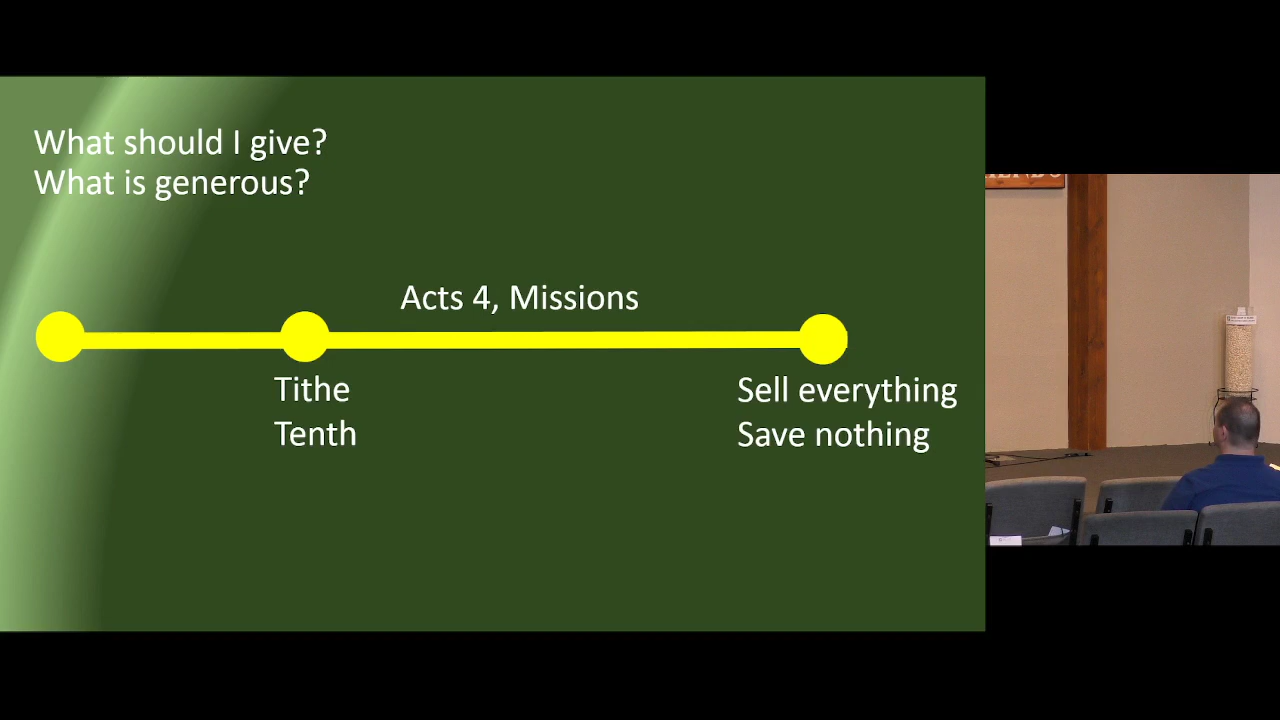 What should I give?
What is generous?
Acts 4, Missions
Tithe
Tenth
Sell everything
Save nothing